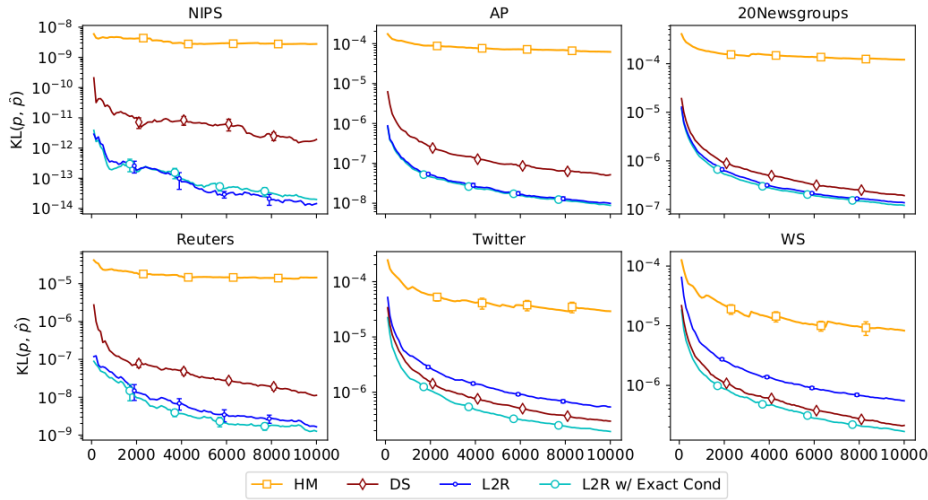 NIPS
AP
20Newsgroups
KL(p, p̂)
10⁻⁸
10⁻⁹
10⁻¹⁰
10⁻¹¹
10⁻¹²
10⁻¹³
10⁻¹⁴
10⁻⁴
10⁻⁵
10⁻⁶
10⁻⁷
10⁻⁸
10⁻⁴
10⁻⁵
10⁻⁶
10⁻⁷
Reuters
Twitter
WS
KL(p, p̂)
10⁻⁵
10⁻⁶
10⁻⁷
10⁻⁸
10⁻⁹
10⁻⁴
10⁻⁵
10⁻⁶
10⁻⁴
10⁻⁵
10⁻⁶
0 2000 4000 6000 8000 10000
0 2000 4000 6000 8000 10000
0 2000 4000 6000 8000 10000
HM DS L2R L2R w/ Exact Cond